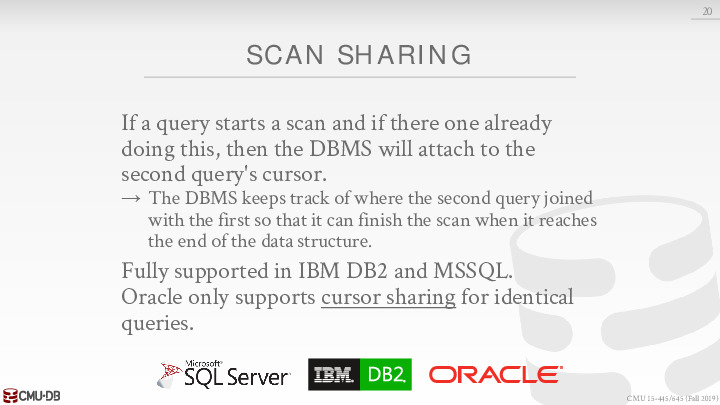 20
SCAN SHARING
If a query starts a scan and if there one already
doing this, then the DBMS will attach to the
second query's cursor.
→ The DBMS keeps track of where the second query joined
with the first so that it can finish the scan when it reaches
the end of the data structure.
Fully supported in IBM DB2 and MSSQL.
Oracle only supports cursor sharing for identical
queries.
Microsoft®
SQL Server®
IBM® DB2®
ORACLE®
CMU·DB
CMU 15-445/645 (Fall 2019)